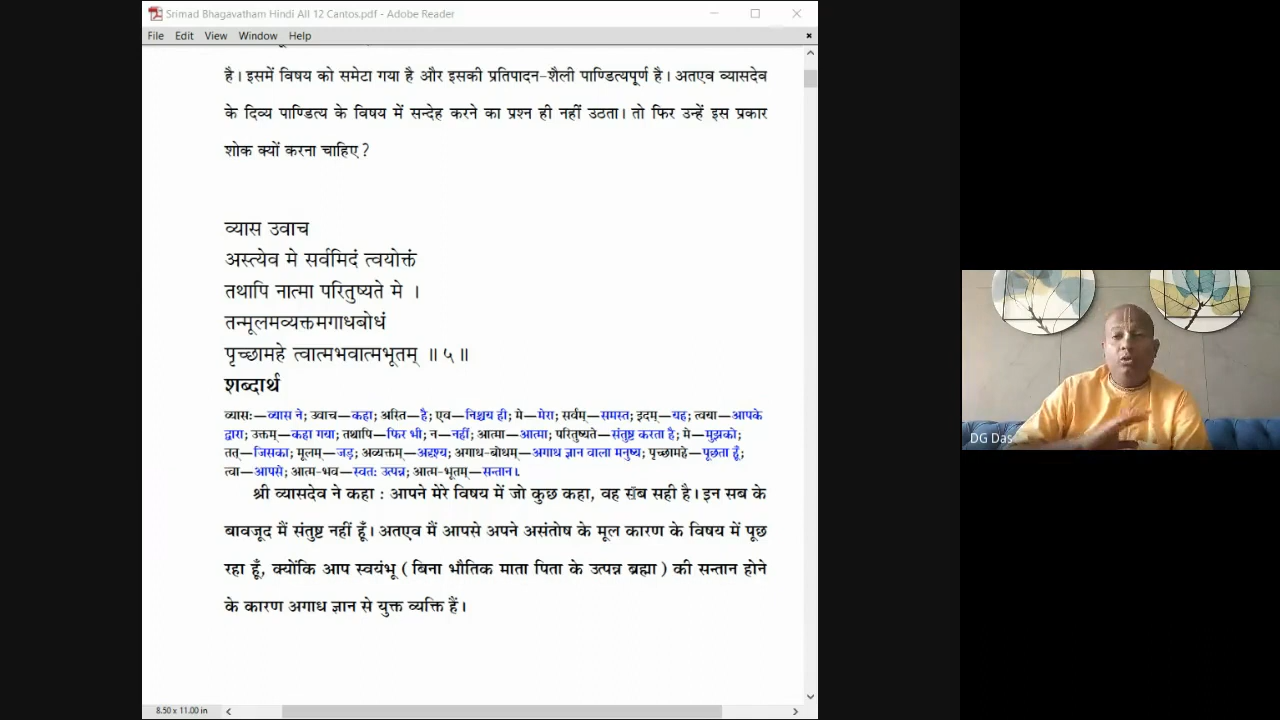 Srimad Bhagavatham Hindi All 12 Cantos.pdf - Adobe Reader
File Edit View Window Help
है। इसमें विषय को समेटा गया है और इसकी प्रतिपादन-शैली पाण्डित्यपूर्ण है। अतएव व्यासदेव
के दिव्य पाण्डित्य के विषय में सन्देह करने का प्रश्न ही नहीं उठता। तो फिर उन्हें इस प्रकार
शोक क्यों करना चाहिए ?
व्यास उवाच
अस्त्येव मे सर्वमिदं त्वयोक्तं
तथापि नात्मा परितुष्यते मे ।
तन्मूलमव्यक्तमगाधबोधं
पृच्छामहे त्वात्मभवात्मभूतम् ॥ ५ ॥
शब्दार्थ
व्यासः—व्यास ने; उवाच—कहा; अस्ति—है; एव—निश्चय ही; मे—मेरा; सर्वम्—समस्त; इदम्—यह; त्वया—आपके
द्वारा; उक्तम्—कहा गया; तथापि—फिर भी; न—नहीं; आत्मा—आत्मा; परितुष्यते—संतुष्ट करता है; मे—मुझको;
तत्—जिसका; मूलम्—जड़; अव्यक्तम्—अदृश्य; अगाध-बोधम्—अगाध ज्ञान वाला मनुष्य; पृच्छामहे—पूछता हूँ;
त्वा—आपसे; आत्म-भव—स्वतः उत्पन्न; आत्म-भूतम्—सन्तान।
श्री व्यासदेव ने कहा : आपने मेरे विषय में जो कुछ कहा, वह सब सही है। इन सब के
बावजूद मैं संतुष्ट नहीं हूँ। अतएव मैं आपसे अपने असंतोष के मूल कारण के विषय में पूछ
रहा हूँ, क्योंकि आप स्वयंभू ( बिना भौतिक माता पिता के उत्पन्न ब्रह्मा ) की सन्तान होने
के कारण अगाध ज्ञान से युक्त व्यक्ति हैं।
8.50 x 11.00 in
DG Das